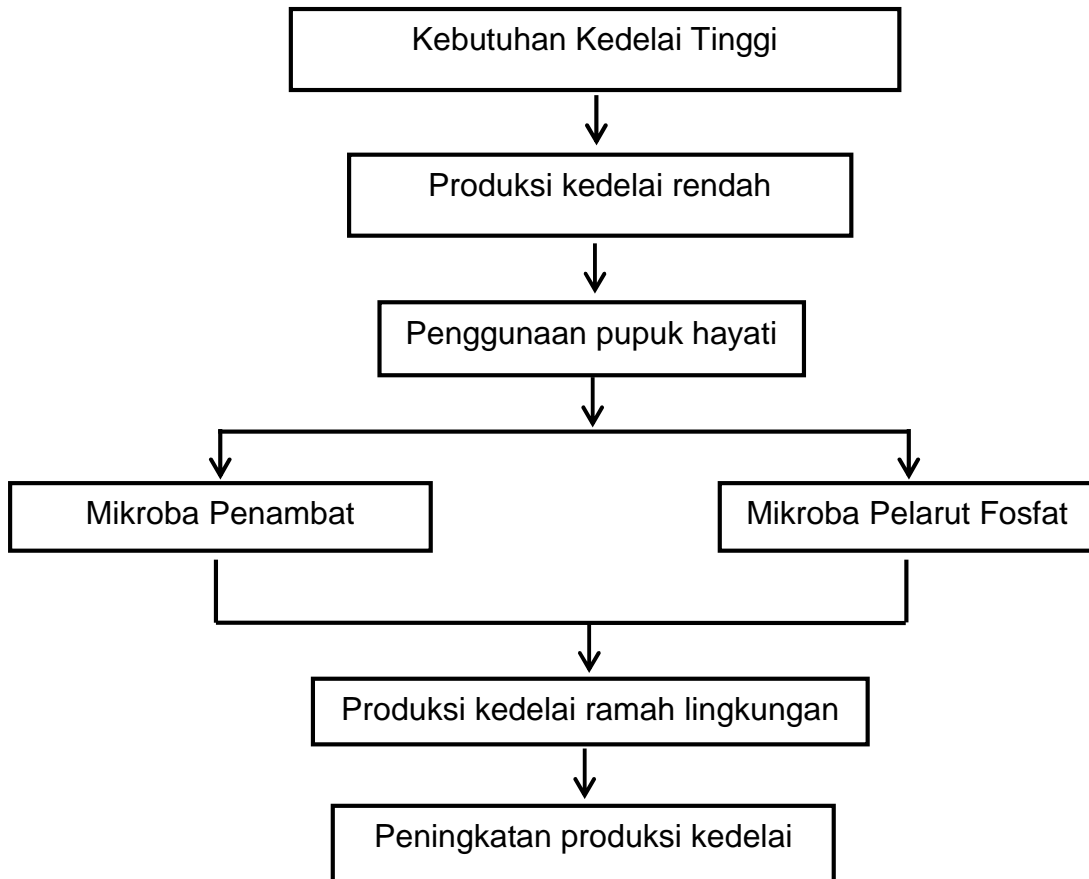 Kebutuhan Kedelai Tinggi
Produksi kedelai rendah
Penggunaan pupuk hayati
Mikroba Penambat
Mikroba Pelarut Fosfat
Produksi kedelai ramah lingkungan
Peningkatan produksi kedelai